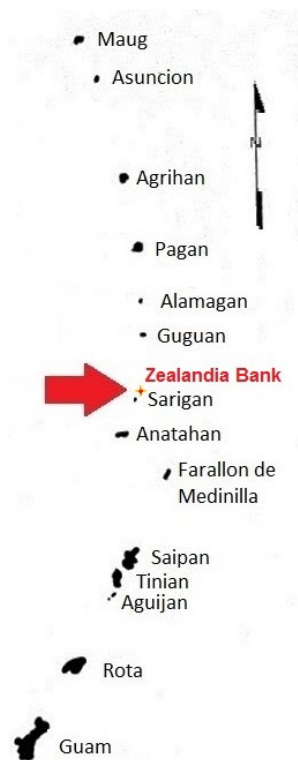 Maug
Asuncion
N
Agrihan
Pagan
Alamagan
Guguan
Zealandia Bank
Sarigan
Anatahan
Farallon de
Medinilla
Saipan
Tinian
Aguijan
Rota
Guam